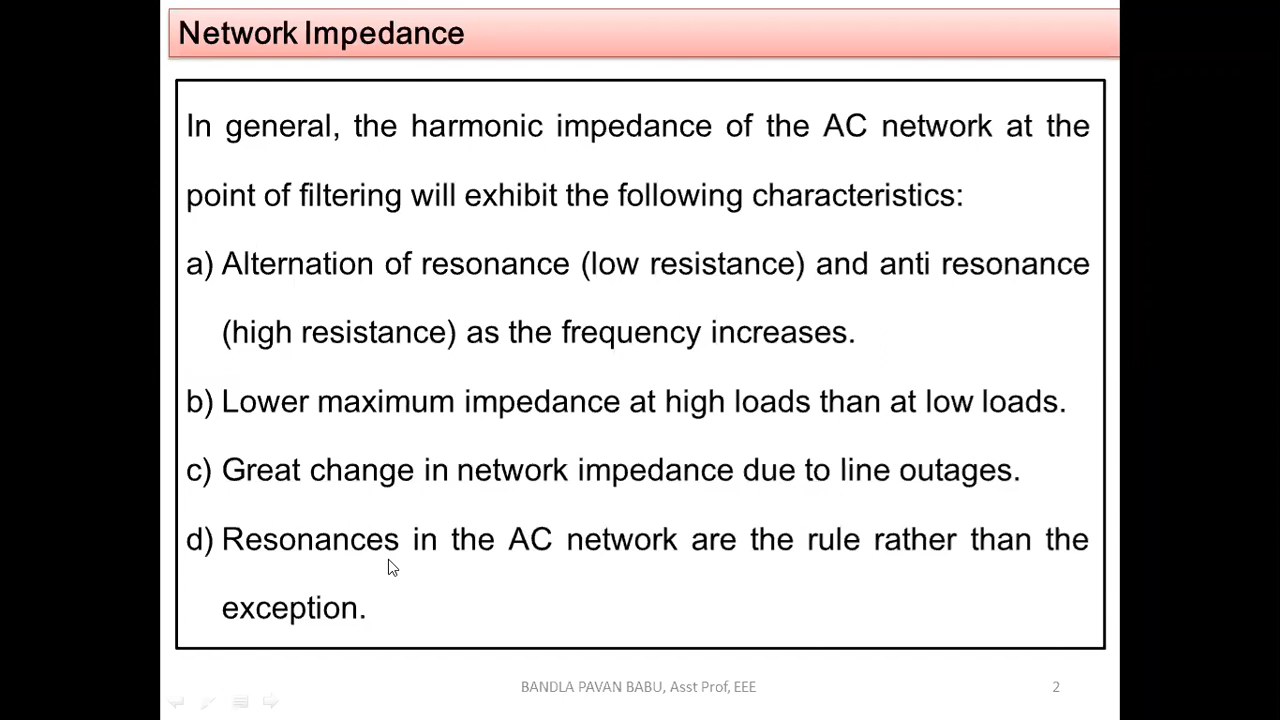 Network Impedance
In general, the harmonic impedance of the AC network at the
point of filtering will exhibit the following characteristics:
a) Alternation of resonance (low resistance) and anti resonance
(high resistance) as the frequency increases.
b) Lower maximum impedance at high loads than at low loads.
c) Great change in network impedance due to line outages.
d) Resonances in the AC network are the rule rather than the
exception.
BANDLA PAVAN BABU, Asst Prof, EEE
2